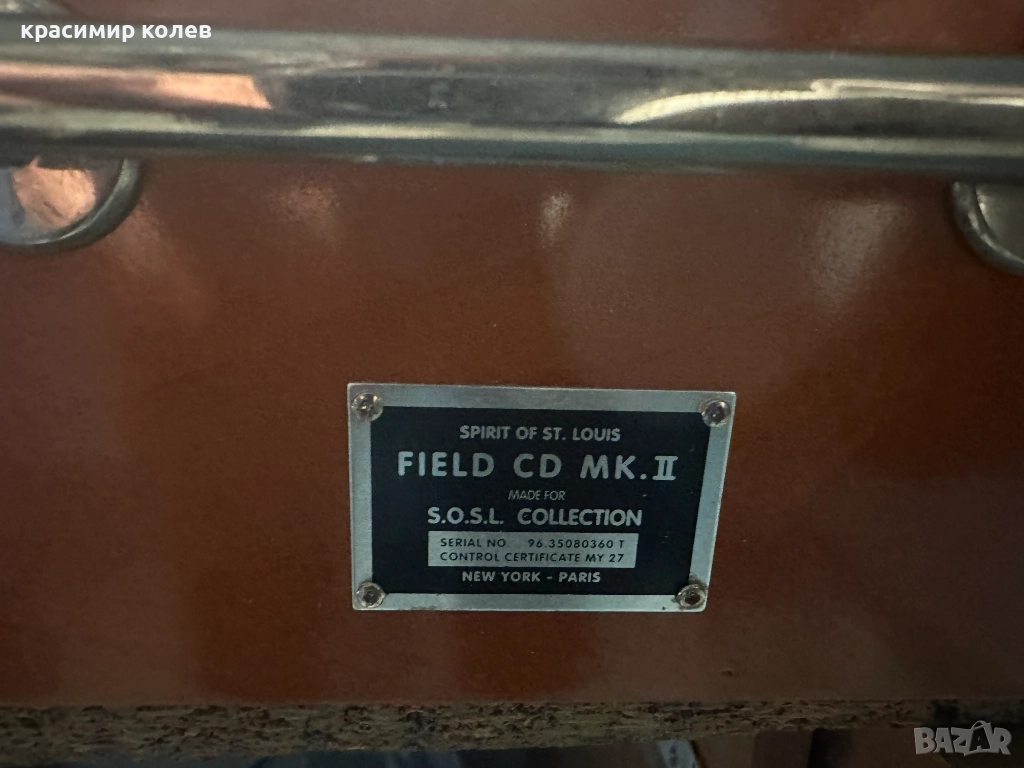 красимир колев
SPIRIT OF ST. LOUIS
FIELD CD MK.II
MADE FOR
S.O.S.L. COLLECTION
SERIAL NO. 96.35080360 T
CONTROL CERTIFICATE MY 27
NEW YORK - PARIS
BAZAR